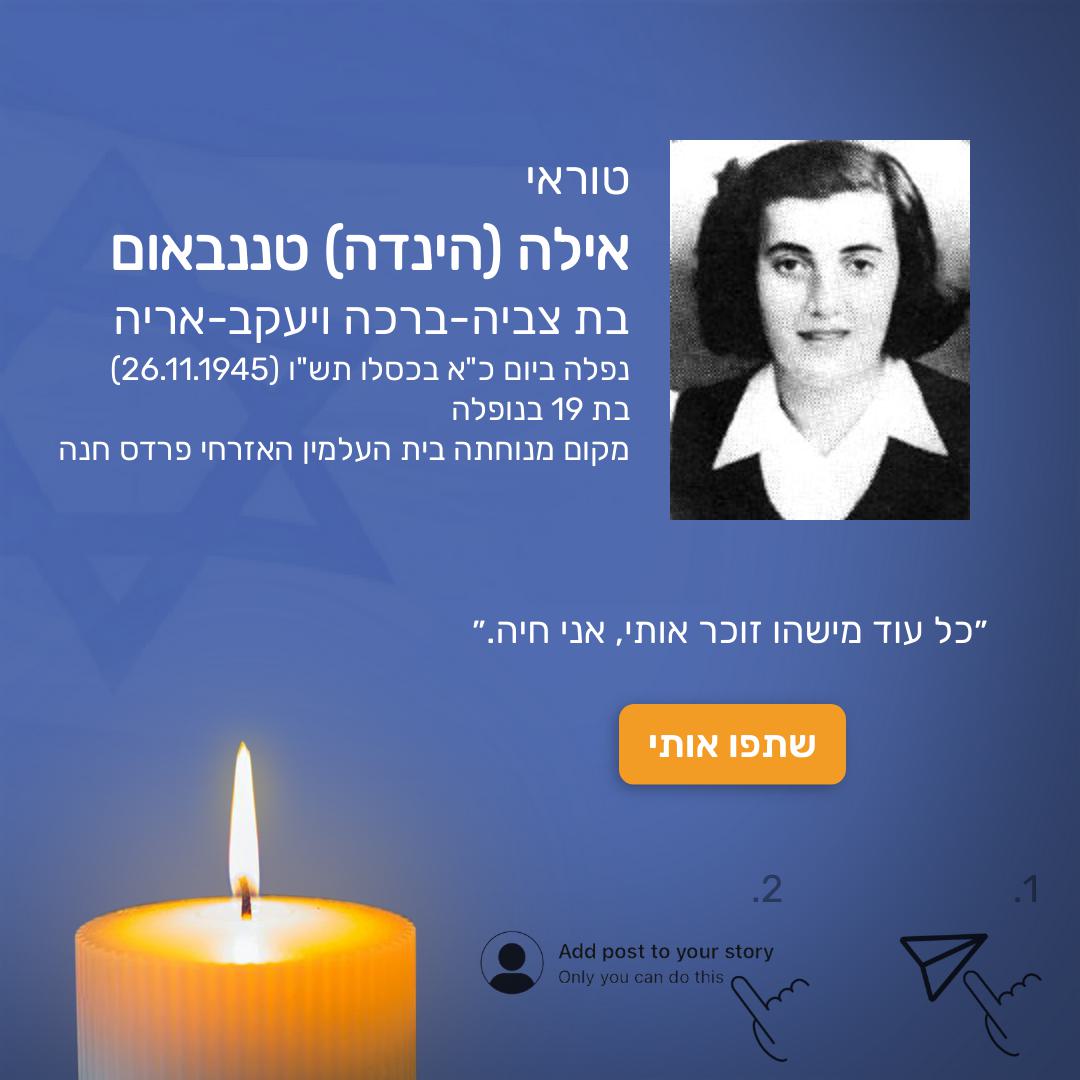 טוראי
אילה (הינדה) טננבאום
בת צביה-ברכה ויעקב-אריה
נפלה ביום כ"א בכסלו תש"ו (26.11.1945)
בת 19 בנופלה
מקום מנוחתה בית העלמין האזרחי פרדס חנה
״כל עוד מישהו זוכר אותי, אני חיה.״
שתפו אותי
.1
.2
Add post to your story
Only you can do this